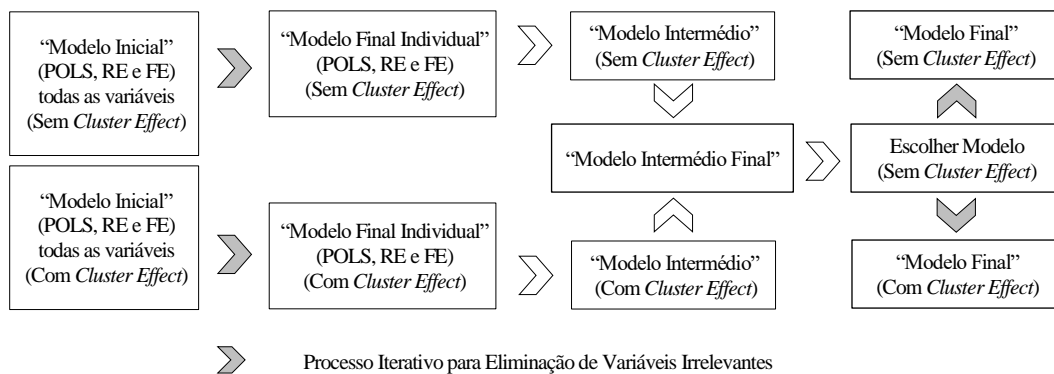 “Modelo Inicial”
(POLS, RE e FE)
todas as variáveis
(Sem Cluster Effect)
“Modelo Final Individual”
(POLS, RE e FE)
(Sem Cluster Effect)
“Modelo Intermédio”
(Sem Cluster Effect)
“Modelo Final”
(Sem Cluster Effect)
“Modelo Intermédio Final”
Escolher Modelo
(Sem Cluster Effect)
“Modelo Inicial”
(POLS, RE e FE)
todas as variáveis
(Com Cluster Effect)
“Modelo Final Individual”
(POLS, RE e FE)
(Com Cluster Effect)
“Modelo Intermédio”
(Com Cluster Effect)
“Modelo Final”
(Com Cluster Effect)
Processo Iterativo para Eliminação de Variáveis Irrelevantes